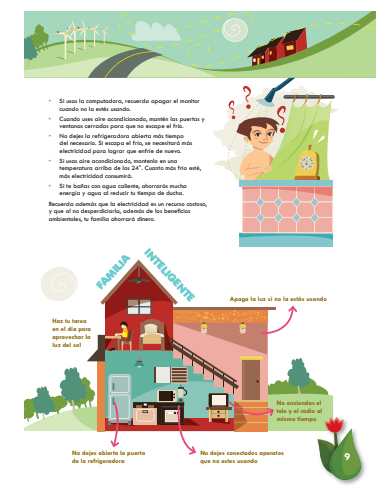 • Si usas la computadora, recuerda apagar el monitor
cuando no la estés usando.
• Cuando uses aire acondicionado, mantén las puertas y
ventanas cerradas para que no escape el frío.
• No dejes la refrigeradora abierta más tiempo
del necesario. Si escapa el frío, se necesitará más
electricidad para lograr que enfríe de nuevo.
• Si usas aire acondicionado, mantenlo en una
temperatura arriba de los 24°. Cuanto más frío esté,
más electricidad consumirá.
• Si te bañas con agua caliente, ahorrarás mucha
energía y agua al reducir tu tiempo de ducha.
Recuerda además que la electricidad es un recurso costoso,
y que al no desperdiciarla, además de los beneficios
ambientales, tu familia ahorrará dinero.
? ? ?
FAMILIA
INTELIGENTE
Apaga la luz si no la estás usando
Haz tu tarea
en el día para
aprovechar la
luz del sol
No enciendas el
tele y el radio al
mismo tiempo
No dejes abierta la puerta
de la refrigeradora
No dejes conectados aparatos
que no estes usando
9